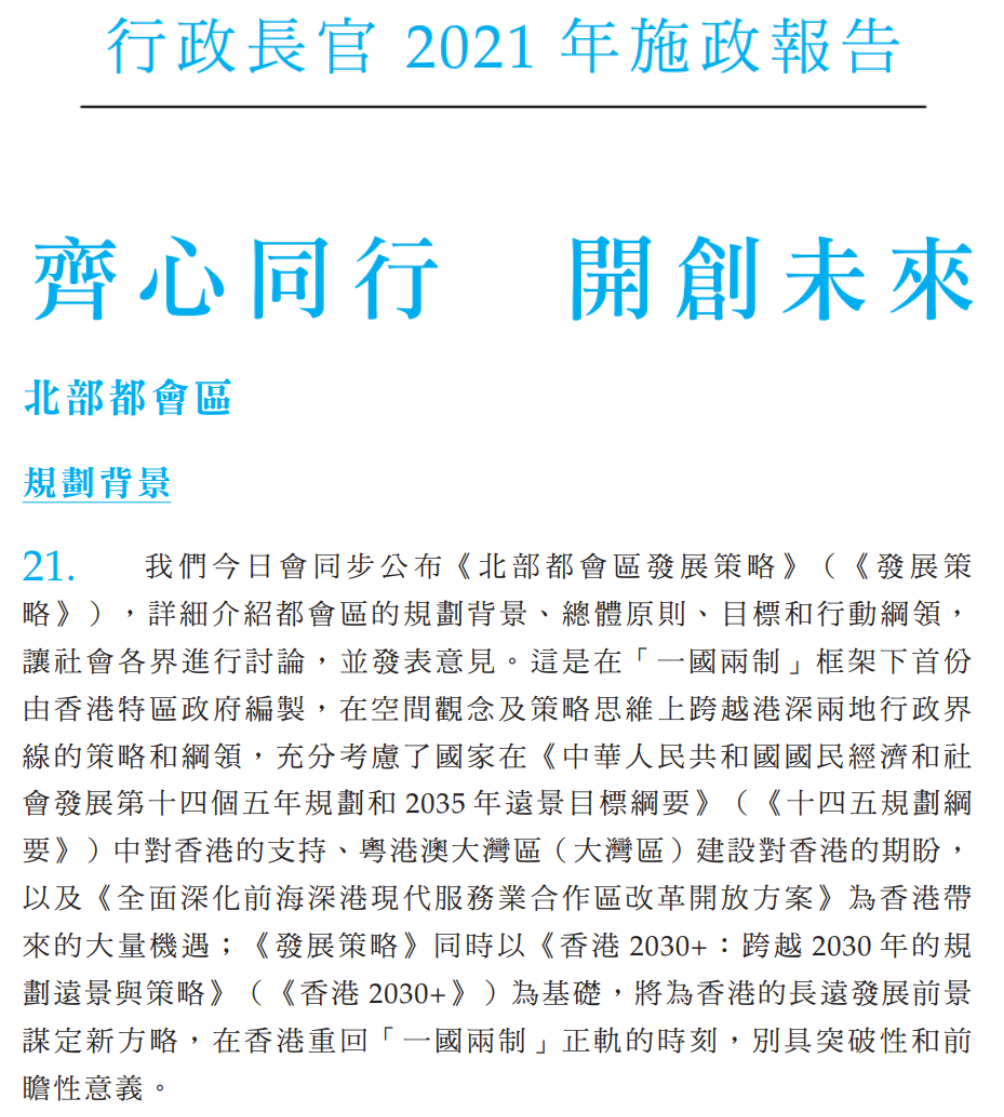 行政長官 2021 年施政報告
齊心同行　開創未來
北部都會區
規劃背景
21.　我們今日會同步公布《北部都會區發展策略》（《發展策
略》），詳細介紹都會區的規劃背景、總體原則、目標和行動綱領，
讓社會各界進行討論，並發表意見。這是在「一國兩制」框架下首份
由香港特區政府編製，在空間觀念及策略思維上跨越港深兩地行政界
線的策略和綱領，充分考慮了國家在《中華人民共和國國民經濟和社
會發展第十四個五年規劃和 2035 年遠景目標綱要》（《十四五規劃綱
要》）中對香港的支持、粵港澳大灣區（大灣區）建設對香港的期盼，
以及《全面深化前海深港現代服務業合作區改革開放方案》為香港帶
來的大量機遇；《發展策略》同時以《香港 2030+：跨越 2030 年的規
劃遠景與策略》（《香港 2030+》）為基礎，將為香港的長遠發展前景
謀定新方略，在香港重回「一國兩制」正軌的時刻，別具突破性和前
瞻性意義。